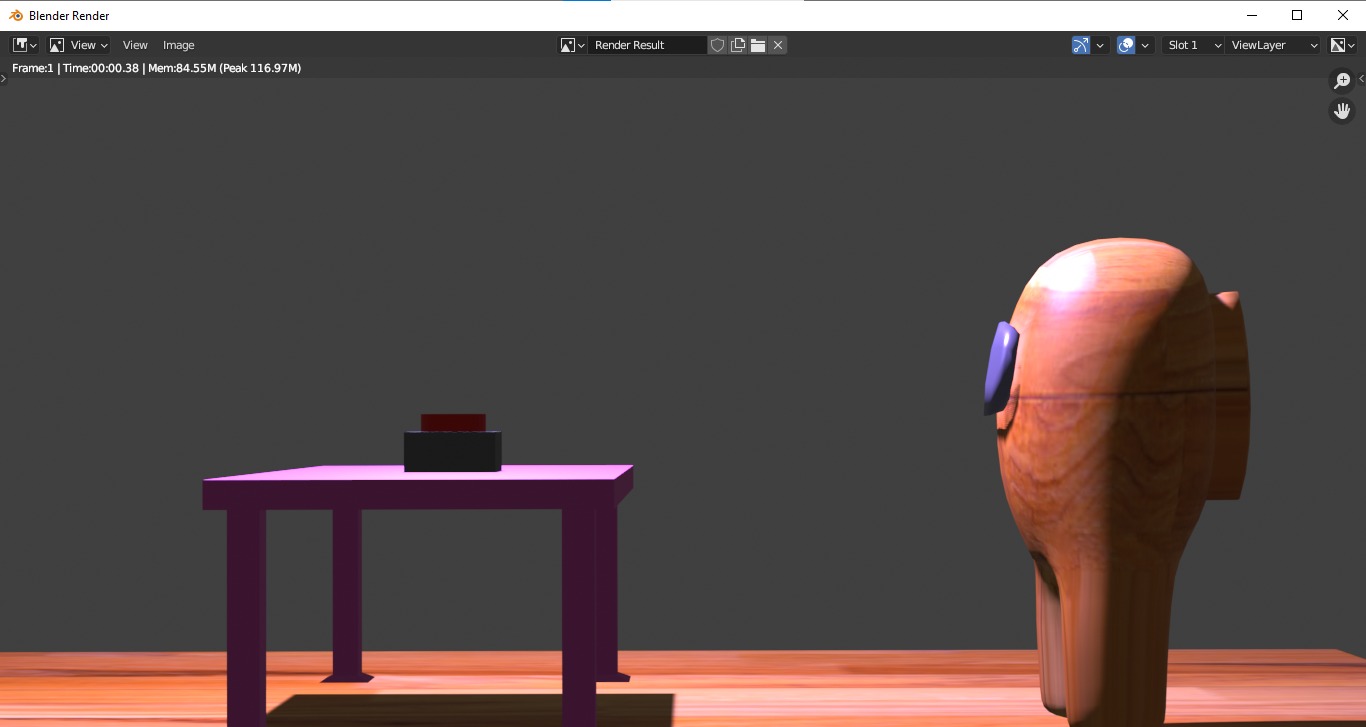 Blender Render
View View Image Render Result Slot 1 ViewLayer
Frame:1 | Time:00:00.38 | Mem:84.55M (Peak 116.97M)